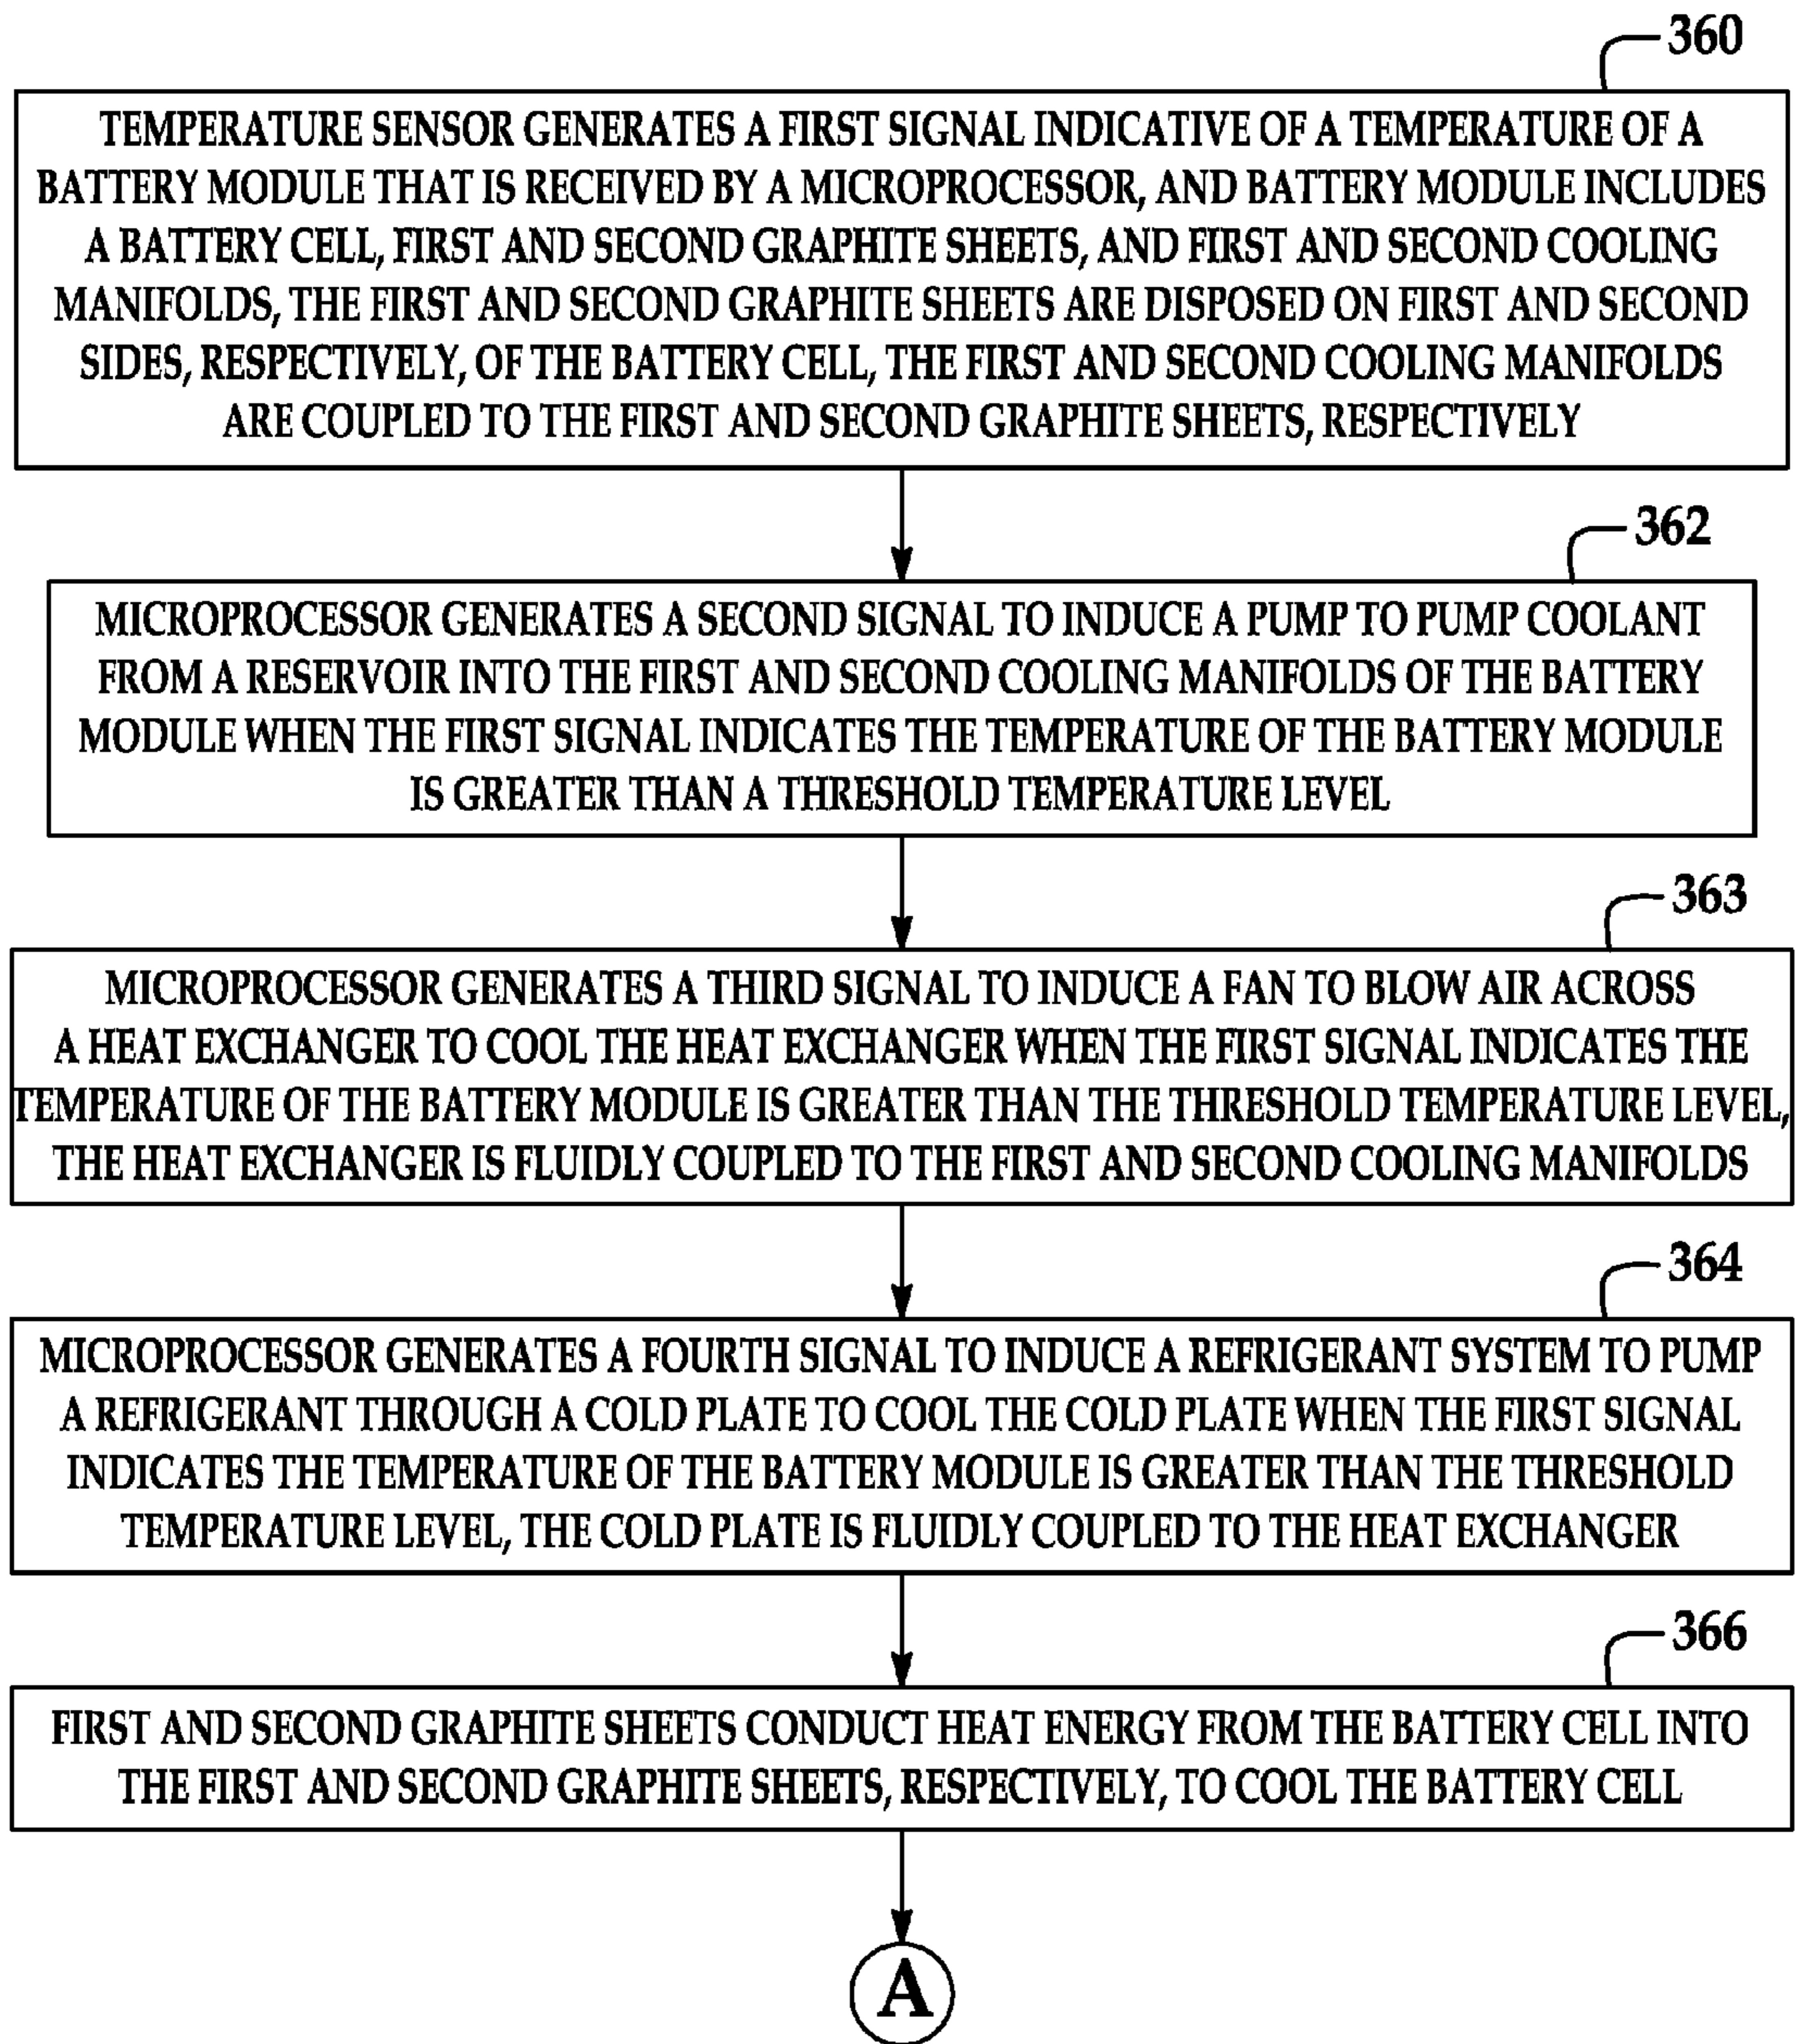 360
TEMPERATURE SENSOR GENERATES A FIRST SIGNAL INDICATIVE OF A TEMPERATURE OF A
BATTERY MODULE THAT IS RECEIVED BY A MICROPROCESSOR, AND BATTERY MODULE INCLUDES
A BATTERY CELL, FIRST AND SECOND GRAPHITE SHEETS, AND FIRST AND SECOND COOLING
MANIFOLDS, THE FIRST AND SECOND GRAPHITE SHEETS ARE DISPOSED ON FIRST AND SECOND
SIDES, RESPECTIVELY, OF THE BATTERY CELL, THE FIRST AND SECOND COOLING MANIFOLDS
ARE COUPLED TO THE FIRST AND SECOND GRAPHITE SHEETS, RESPECTIVELY
362
MICROPROCESSOR GENERATES A SECOND SIGNAL TO INDUCE A PUMP TO PUMP COOLANT
FROM A RESERVOIR INTO THE FIRST AND SECOND COOLING MANIFOLDS OF THE BATTERY
MODULE WHEN THE FIRST SIGNAL INDICATES THE TEMPERATURE OF THE BATTERY MODULE
IS GREATER THAN A THRESHOLD TEMPERATURE LEVEL
363
MICROPROCESSOR GENERATES A THIRD SIGNAL TO INDUCE A FAN TO BLOW AIR ACROSS
A HEAT EXCHANGER TO COOL THE HEAT EXCHANGER WHEN THE FIRST SIGNAL INDICATES THE
TEMPERATURE OF THE BATTERY MODULE IS GREATER THAN THE THRESHOLD TEMPERATURE LEVEL,
THE HEAT EXCHANGER IS FLUIDLY COUPLED TO THE FIRST AND SECOND COOLING MANIFOLDS
364
MICROPROCESSOR GENERATES A FOURTH SIGNAL TO INDUCE A REFRIGERANT SYSTEM TO PUMP
A REFRIGERANT THROUGH A COLD PLATE TO COOL THE COLD PLATE WHEN THE FIRST SIGNAL
INDICATES THE TEMPERATURE OF THE BATTERY MODULE IS GREATER THAN THE THRESHOLD
TEMPERATURE LEVEL, THE COLD PLATE IS FLUIDLY COUPLED TO THE HEAT EXCHANGER
366
FIRST AND SECOND GRAPHITE SHEETS CONDUCT HEAT ENERGY FROM THE BATTERY CELL INTO
THE FIRST AND SECOND GRAPHITE SHEETS, RESPECTIVELY, TO COOL THE BATTERY CELL
A